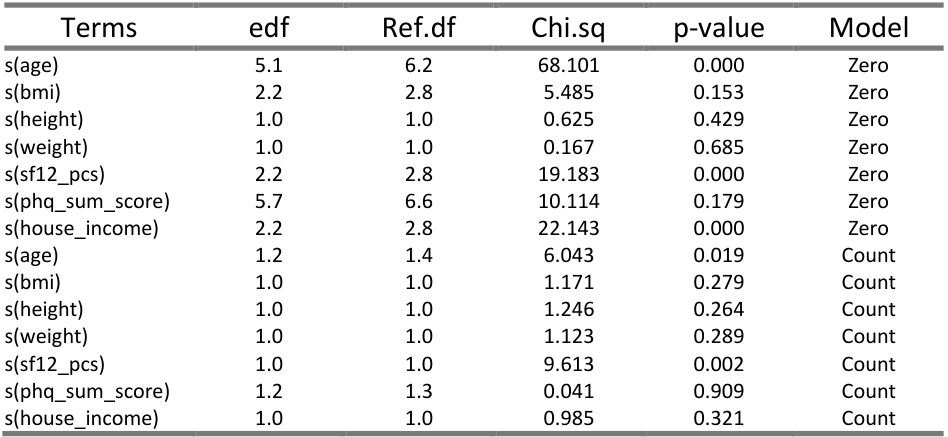 Terms edf Ref.df Chi.sq p-value Model
s(age) 5.1 6.2 68.101 0.000 Zero
s(bmi) 2.2 2.8 5.485 0.153 Zero
s(height) 1.0 1.0 0.625 0.429 Zero
s(weight) 1.0 1.0 0.167 0.685 Zero
s(sf12_pcs) 2.2 2.8 19.183 0.000 Zero
s(phq_sum_score) 5.7 6.6 10.114 0.179 Zero
s(house_income) 2.2 2.8 22.143 0.000 Zero
s(age) 1.2 1.4 6.043 0.019 Count
s(bmi) 1.0 1.0 1.171 0.279 Count
s(height) 1.0 1.0 1.246 0.264 Count
s(weight) 1.0 1.0 1.123 0.289 Count
s(sf12_pcs) 1.0 1.0 9.613 0.002 Count
s(phq_sum_score) 1.2 1.3 0.041 0.909 Count
s(house_income) 1.0 1.0 0.985 0.321 Count